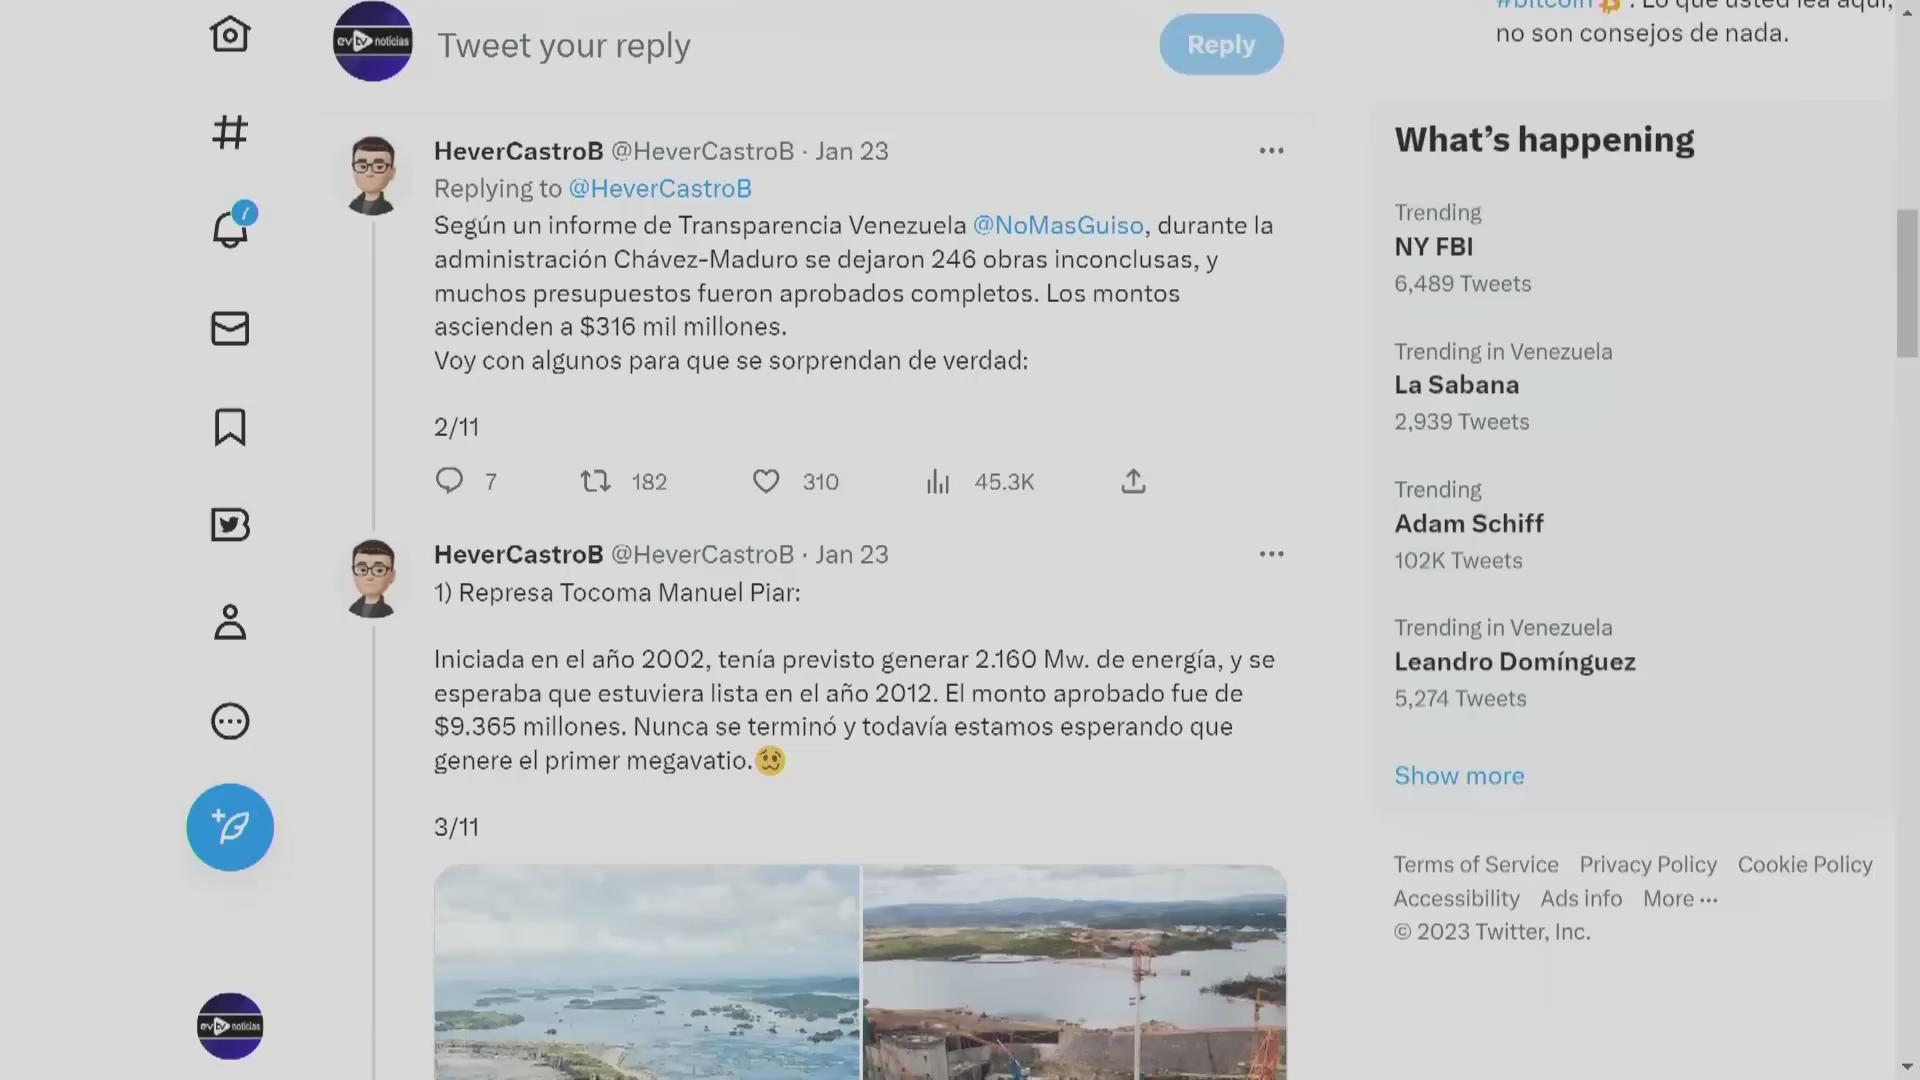 #bitcoin . Lo que usted lea aquí,
no son consejos de nada.
evtv noticias
Tweet your reply
Reply
HeverCastroB @HeverCastroB · Jan 23
Replying to @HeverCastroB
Según un informe de Transparencia Venezuela @NoMasGuiso, durante la
administración Chávez-Maduro se dejaron 246 obras inconclusas, y
muchos presupuestos fueron aprobados completos. Los montos
ascienden a $316 mil millones.
Voy con algunos para que se sorprendan de verdad:
2/11
7 182 310 45.3K
HeverCastroB @HeverCastroB · Jan 23
1) Represa Tocoma Manuel Piar:
Iniciada en el año 2002, tenía previsto generar 2.160 Mw. de energía, y se
esperaba que estuviera lista en el año 2012. El monto aprobado fue de
$9.365 millones. Nunca se terminó y todavía estamos esperando que
genere el primer megavatio.🥴
3/11
What's happening
Trending
NY FBI
6,489 Tweets
Trending in Venezuela
La Sabana
2,939 Tweets
Trending
Adam Schiff
102K Tweets
Trending in Venezuela
Leandro Domínguez
5,274 Tweets
Show more
Terms of Service Privacy Policy Cookie Policy
Accessibility Ads info More ···
© 2023 Twitter, Inc.
7
evtv noticias